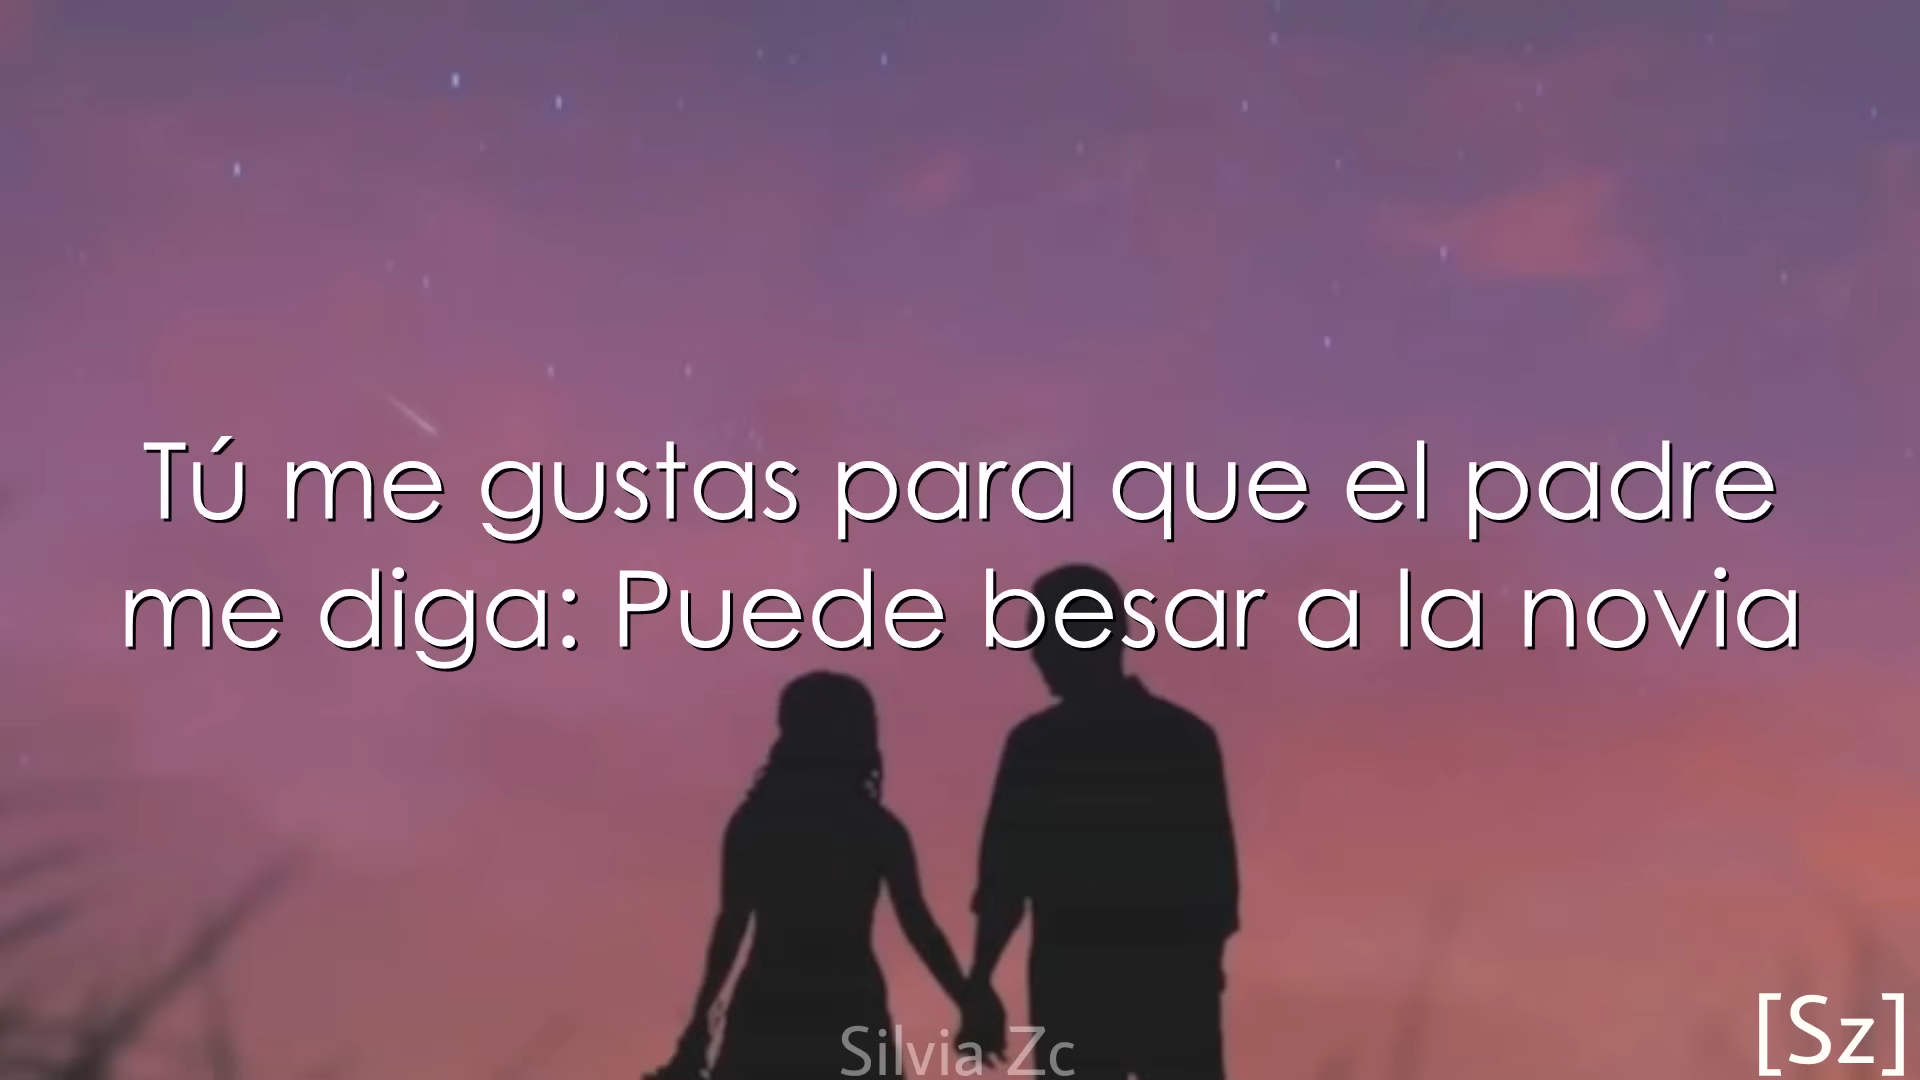 Tú me gustas para que el padre
me diga: Puede besar a la novia
Silvia Zc
[Sz]